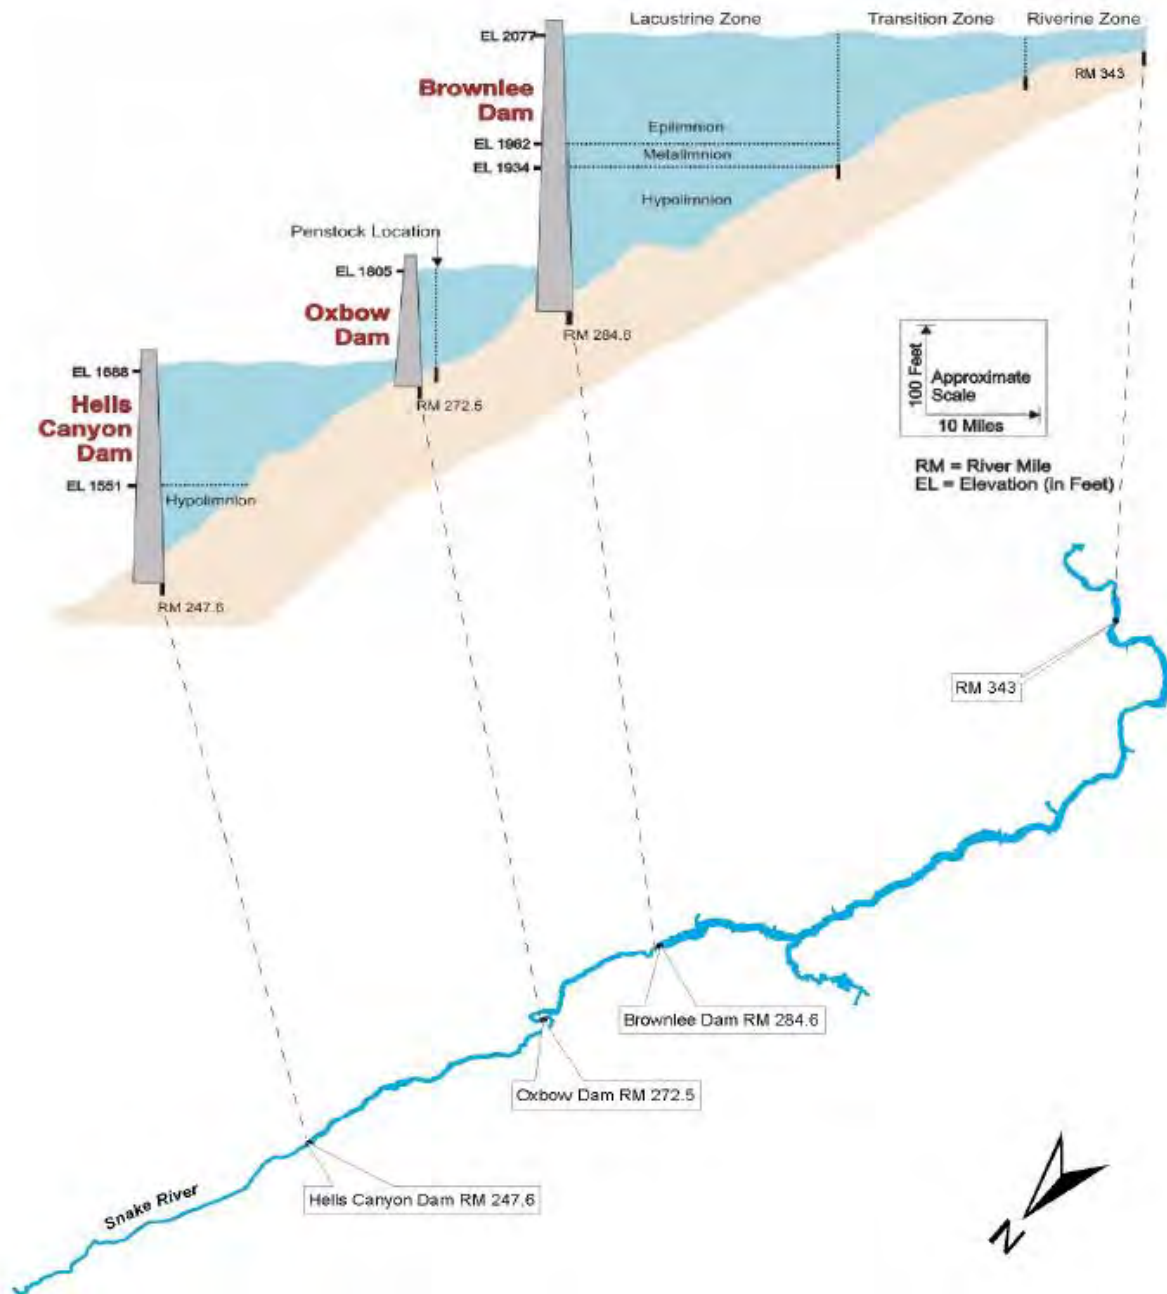 Lacustrine Zone
Transition Zone
Riverine Zone
EL 2077
RM 343
Brownlee
Dam
Epilimnion
EL 1962
Metalimnion
EL 1934
Hypolimnion
Penstock Location
EL 1805
Oxbow
Dam
RM 284.6
EL 1688
RM 272.5
Hells
Canyon
Dam
EL 1551
Hypolimnion
RM 247.6
100 Feet
Approximate
Scale
10 Miles
RM = River Mile
EL = Elevation (in Feet)
RM 343
Brownlee Dam RM 284.6
Oxbow Dam RM 272.5
Hells Canyon Dam RM 247.6
Snake River
N